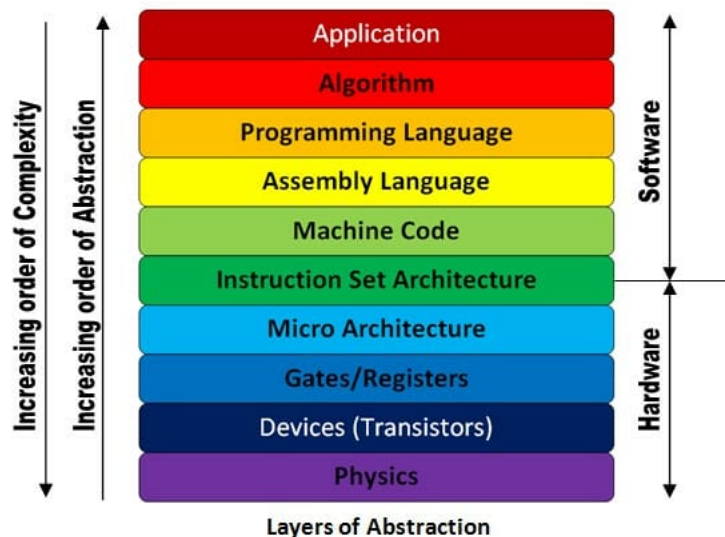 Increasing order of Complexity
Increasing order of Abstraction
Application
Algorithm
Programming Language
Assembly Language
Machine Code
Instruction Set Architecture
Micro Architecture
Gates/Registers
Devices (Transistors)
Physics
Software
Hardware
Layers of Abstraction